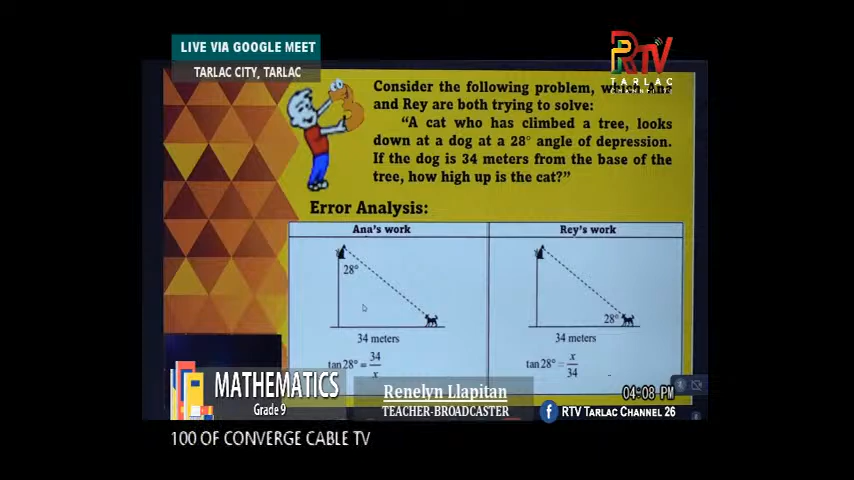 LIVE VIA GOOGLE MEET
TARLAC CITY, TARLAC
RTV
TARLAC
Consider the following problem, which Ana
and Rey are both trying to solve:
"A cat who has climbed a tree, looks
down at a dog at a 28° angle of depression.
If the dog is 34 meters from the base of the
tree, how high up is the cat?"
Error Analysis:
Ana's work
Rey's work
28°
28°
34 meters
34 meters
tan 28° = 34/x
tan 28° = x/34
MATHEMATICS
Grade 9
Renelyn Llapitan
TEACHER-BROADCASTER
04:08 PM
RTV TARLAC CHANNEL 26
100 OF CONVERGE CABLE TV